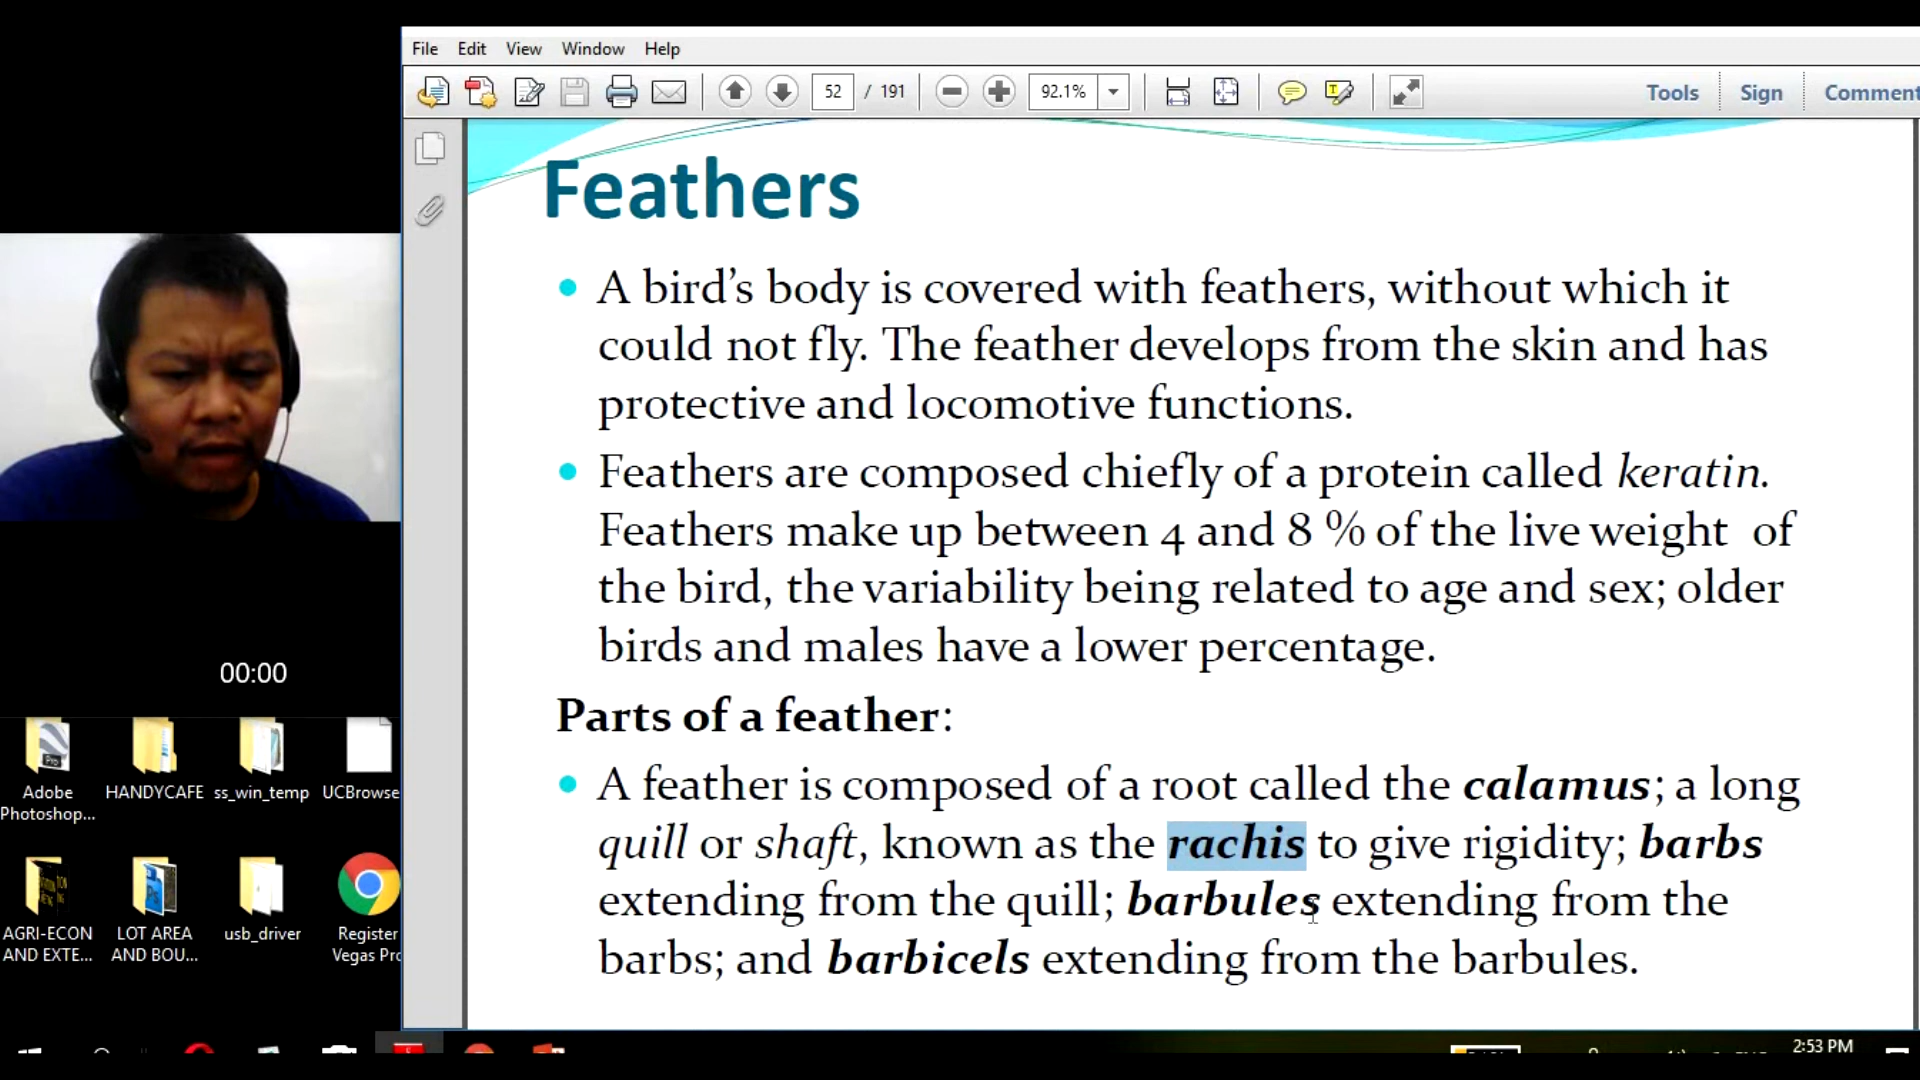 File Edit View Window Help
52 / 191 92.1% Tools Sign Comment
Feathers
A bird’s body is covered with feathers, without which it
could not fly. The feather develops from the skin and has
protective and locomotive functions.
Feathers are composed chiefly of a protein called keratin.
Feathers make up between 4 and 8 % of the live weight of
the bird, the variability being related to age and sex; older
birds and males have a lower percentage.
Parts of a feather:
A feather is composed of a root called the calamus; a long
quill or shaft, known as the rachis to give rigidity; barbs
extending from the quill; barbules extending from the
barbs; and barbicels extending from the barbules.
00:00
Adobe
Photoshop...
HANDYCAFE
ss_win_temp
UCBrowse
AGRI-ECON
AND EXTE...
LOT AREA
AND BOU...
usb_driver
Register
Vegas Pro
2:53 PM